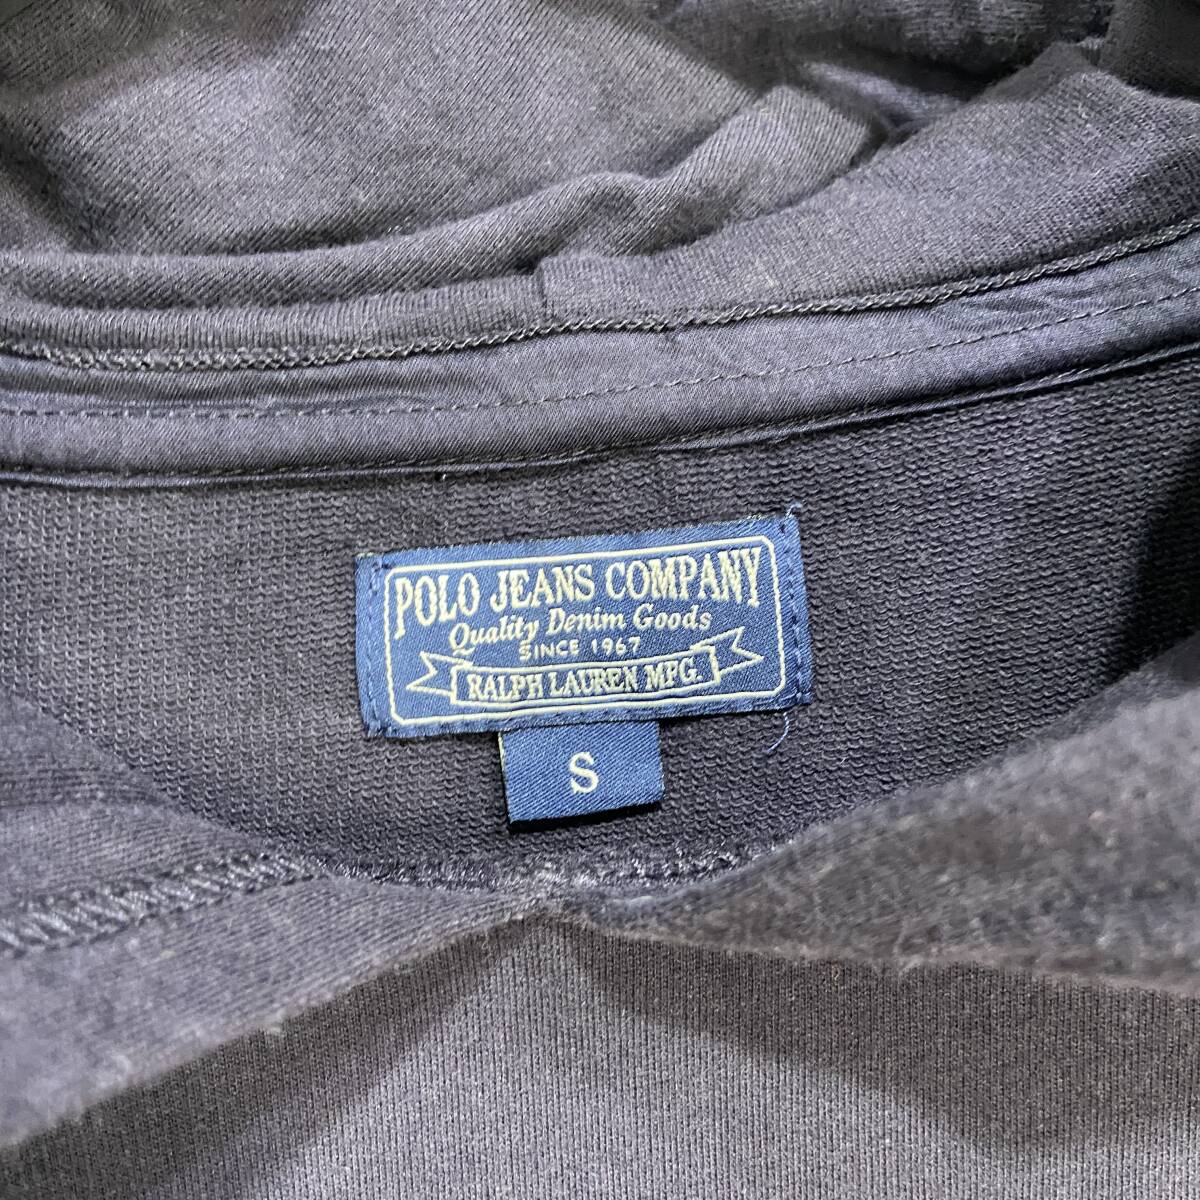 POLO JEANS COMPANY
Quality Denim Goods
SINCE 1967
RALPH LAUREN MFG.
S